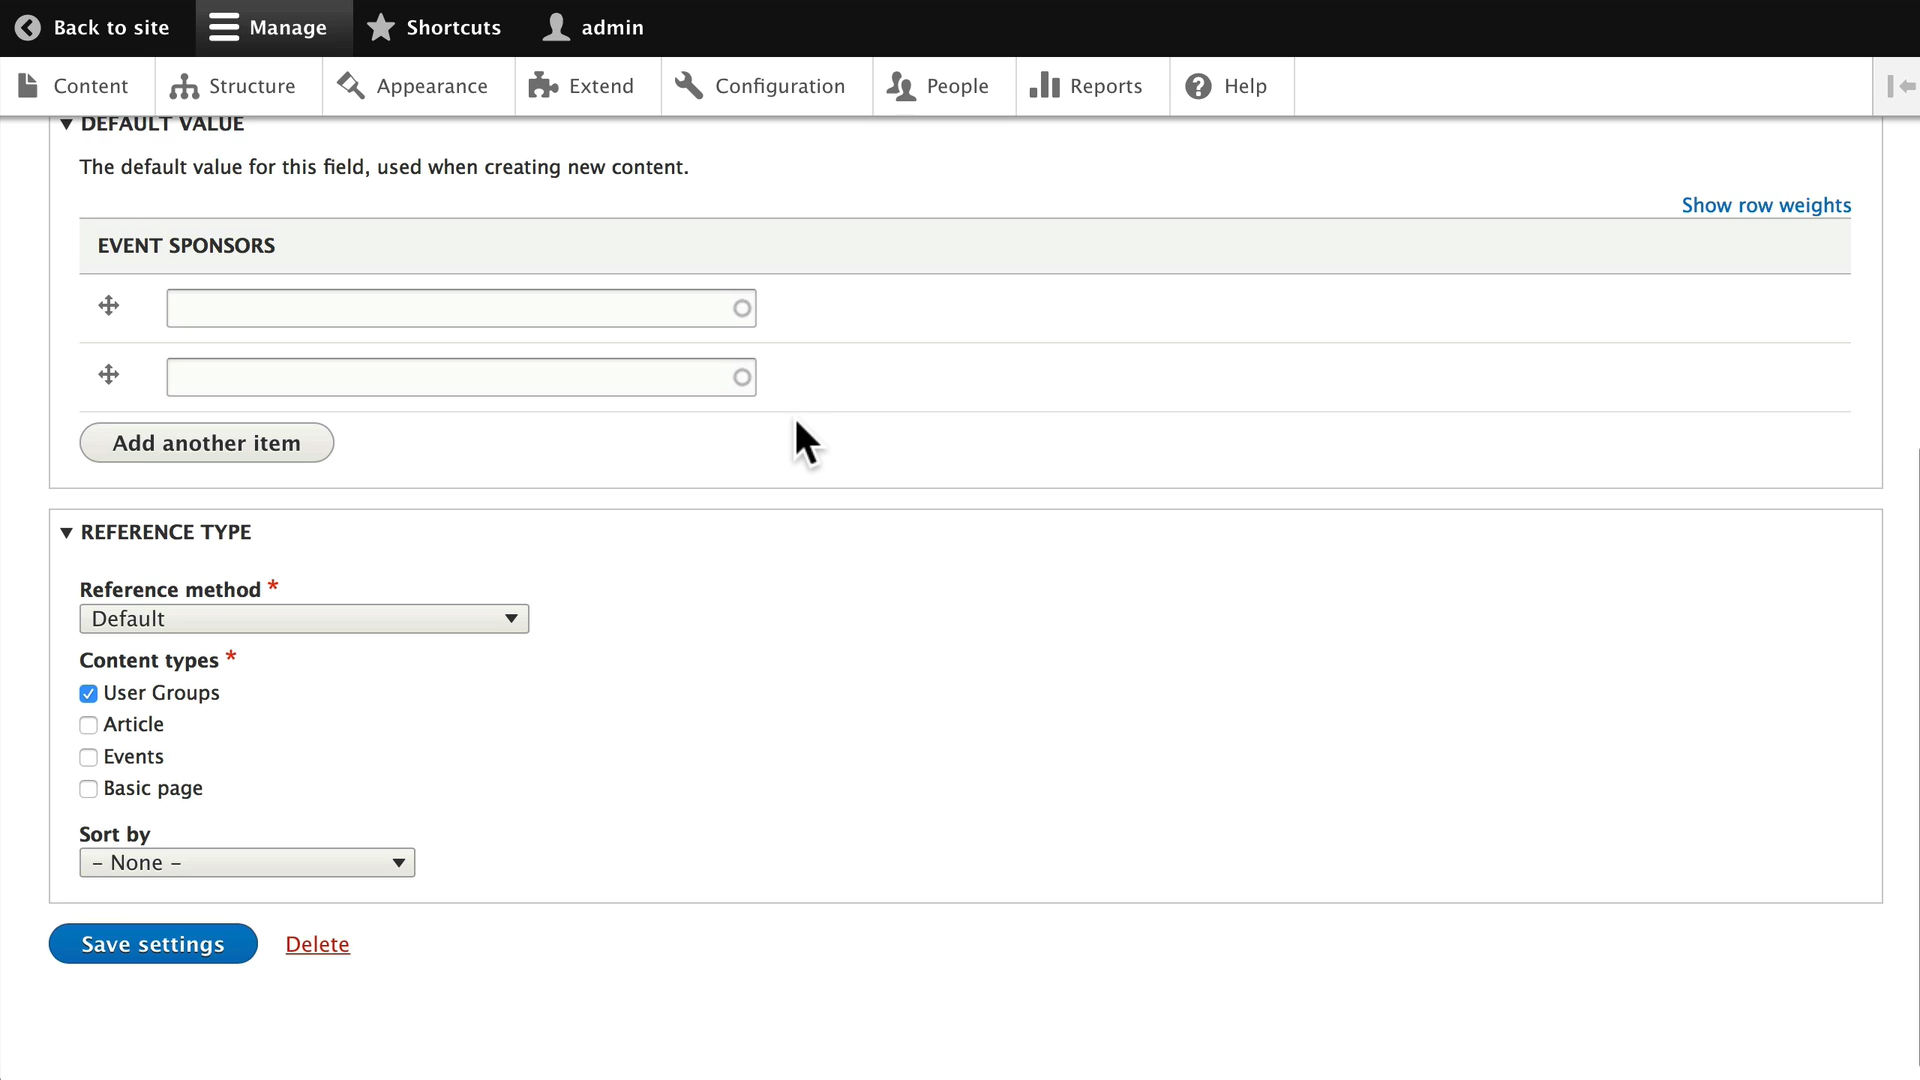 Back to site Manage Shortcuts admin
Content Structure Appearance Extend Configuration People Reports Help
DEFAULT VALUE
The default value for this field, used when creating new content.
Show row weights
EVENT SPONSORS
Add another item
REFERENCE TYPE
Reference method *
Default
Content types *
User Groups
Article
Events
Basic page
Sort by
– None –
Save settings Delete